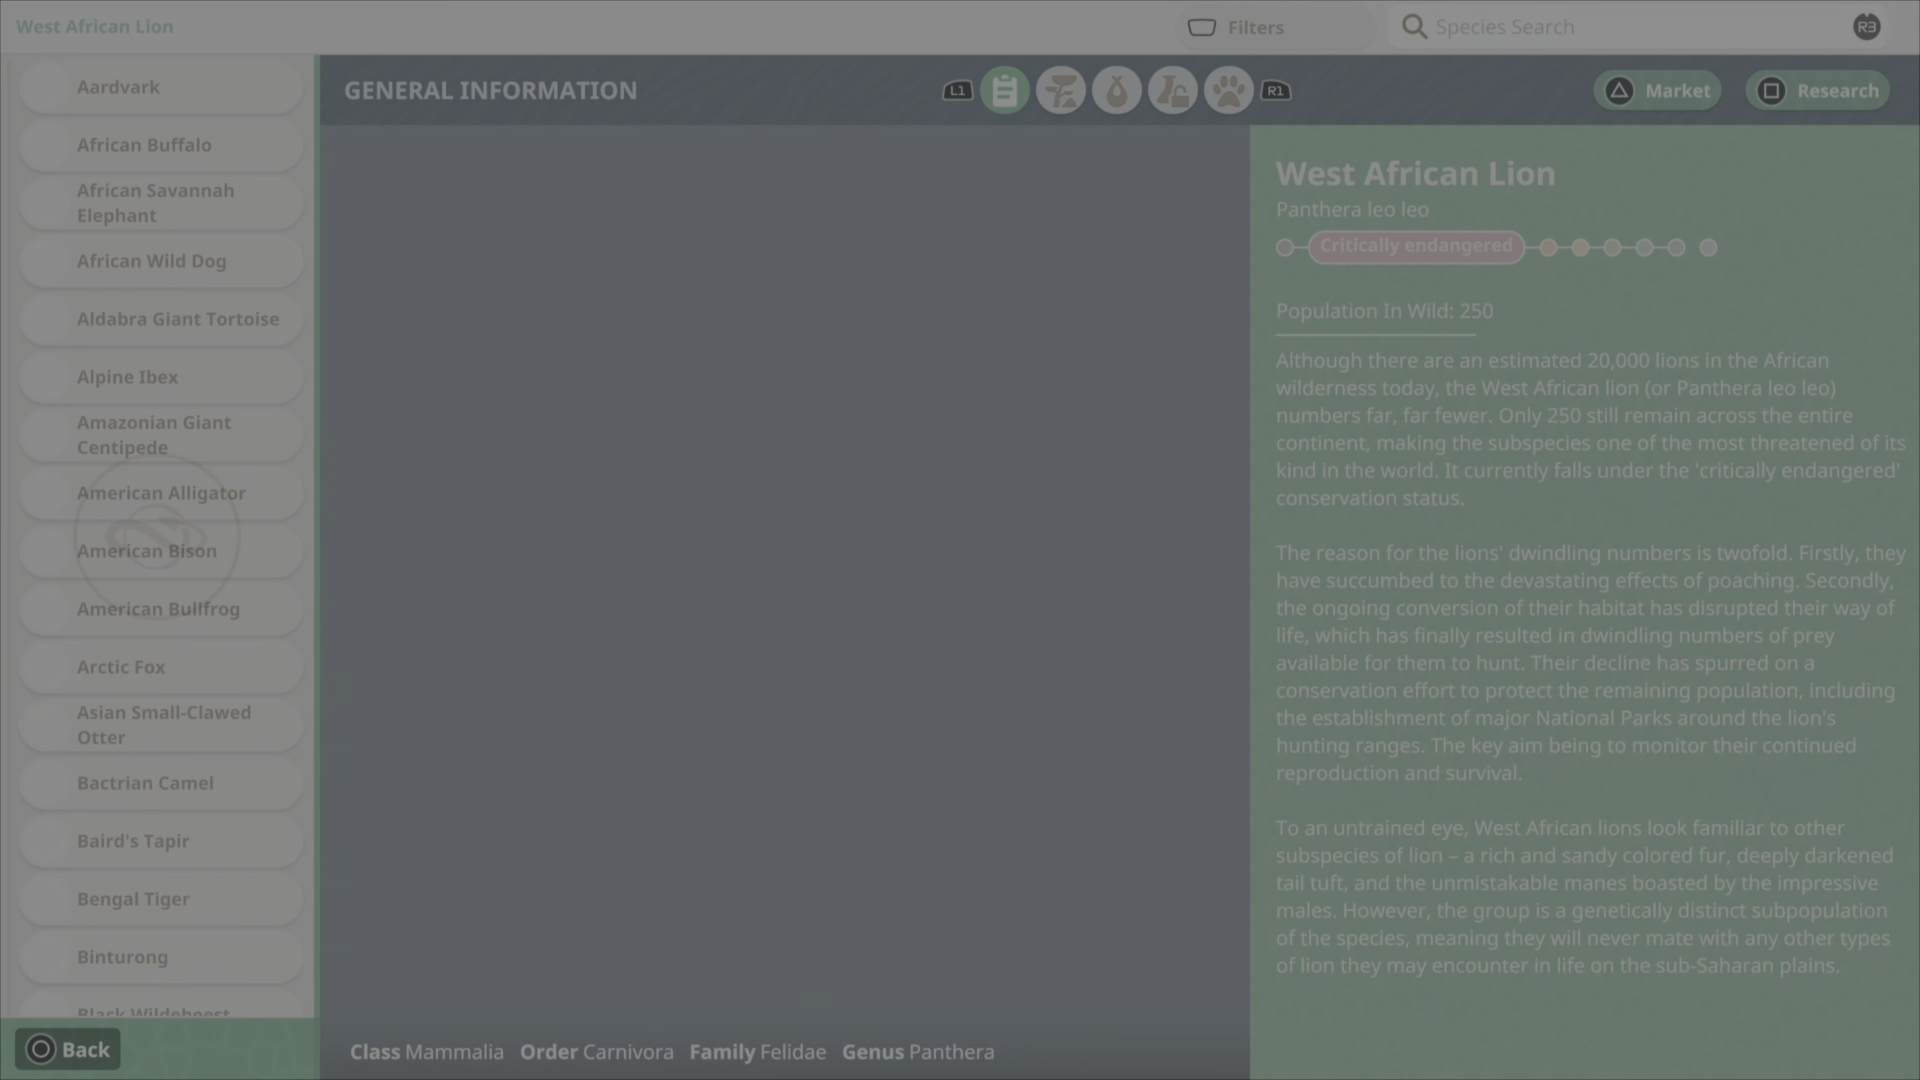 West African Lion
Filters
Species Search
R3
Aardvark
African Buffalo
African Savannah
Elephant
African Wild Dog
Aldabra Giant Tortoise
Alpine Ibex
Amazonian Giant
Centipede
American Alligator
American Bison
American Bullfrog
Arctic Fox
Asian Small-Clawed
Otter
Bactrian Camel
Baird's Tapir
Bengal Tiger
Binturong
Black Wildebeest
Back
GENERAL INFORMATION
L1
R1
Market
Research
West African Lion
Panthera leo leo
Critically endangered
Population In Wild: 250
Although there are an estimated 20,000 lions in the African
wilderness today, the West African lion (or Panthera leo leo)
numbers far, far fewer. Only 250 still remain across the entire
continent, making the subspecies one of the most threatened of its
kind in the world. It currently falls under the 'critically endangered'
conservation status.
The reason for the lions' dwindling numbers is twofold. Firstly, they
have succumbed to the devastating effects of poaching. Secondly,
the ongoing conversion of their habitat has disrupted their way of
life, which has finally resulted in dwindling numbers of prey
available for them to hunt. Their decline has spurred on a
conservation effort to protect the remaining population, including
the establishment of major National Parks around the lion's
hunting ranges. The key aim being to monitor their continued
reproduction and survival.
To an untrained eye, West African lions look familiar to other
subspecies of lion – a rich and sandy colored fur, deeply darkened
tail tuft, and the unmistakable manes boasted by the impressive
males. However, the group is a genetically distinct subpopulation
of the species, meaning they will never mate with any other types
of lion they may encounter in life on the sub-Saharan plains.
Class Mammalia Order Carnivora Family Felidae Genus Panthera